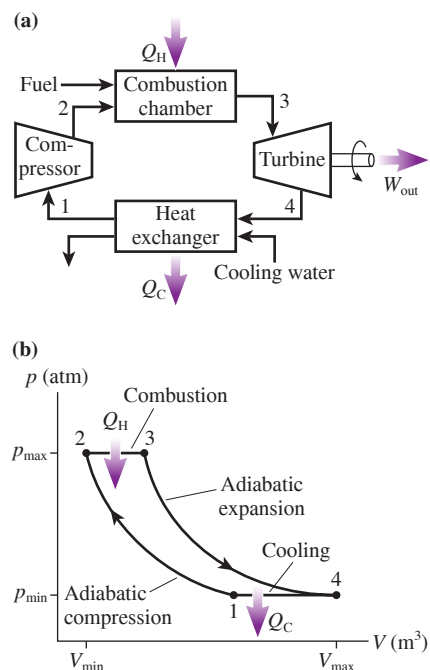 (a)
Q_H
Fuel
2
Combustion
chamber
3
Com-
pressor
Turbine
W_out
1
Heat
exchanger
4
Cooling water
Q_C
(b)
p (atm)
Combustion
2
Q_H
3
p_max
Adiabatic
expansion
Cooling
4
p_min
Adiabatic
compression
1
Q_C
V (m³)
V_min
V_max